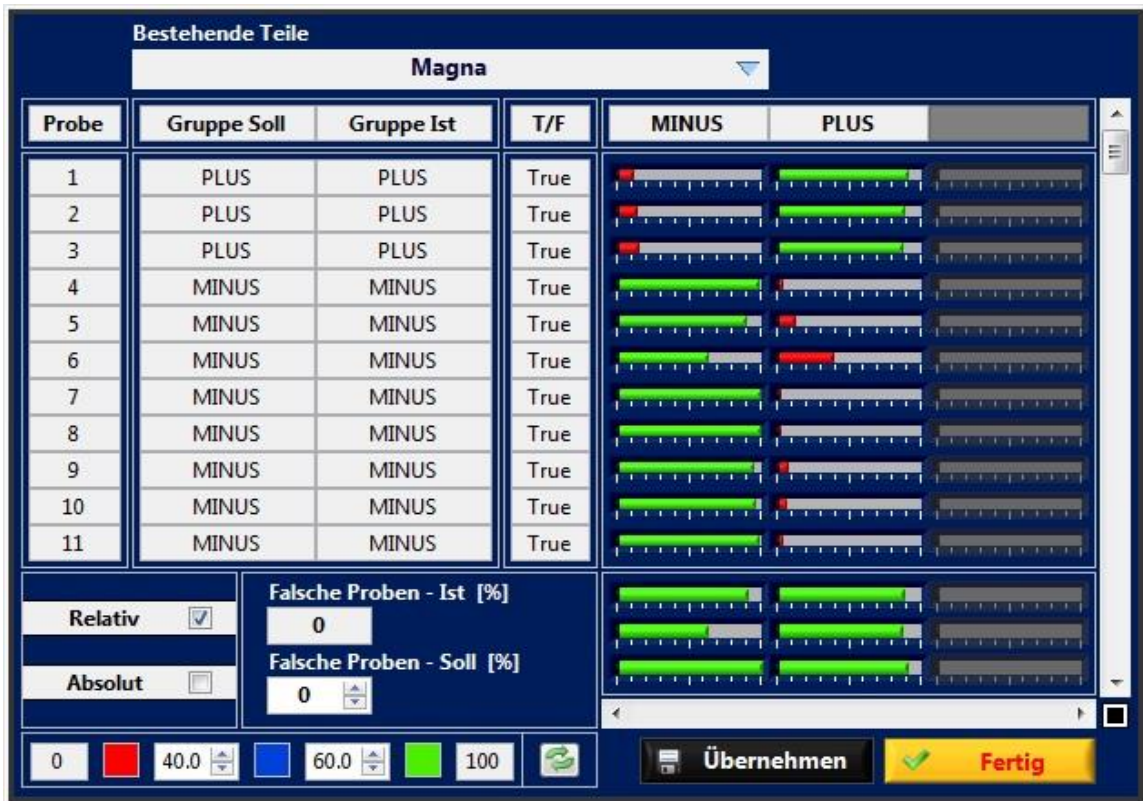 Bestehende Teile
Magna
Probe Gruppe Soll Gruppe Ist T/F MINUS PLUS
1 PLUS PLUS True
2 PLUS PLUS True
3 PLUS PLUS True
4 MINUS MINUS True
5 MINUS MINUS True
6 MINUS MINUS True
7 MINUS MINUS True
8 MINUS MINUS True
9 MINUS MINUS True
10 MINUS MINUS True
11 MINUS MINUS True
Relativ
Absolut
Falsche Proben - Ist [%]
0
Falsche Proben - Soll [%]
0
0 40.0 60.0 100
Übernehmen
Fertig